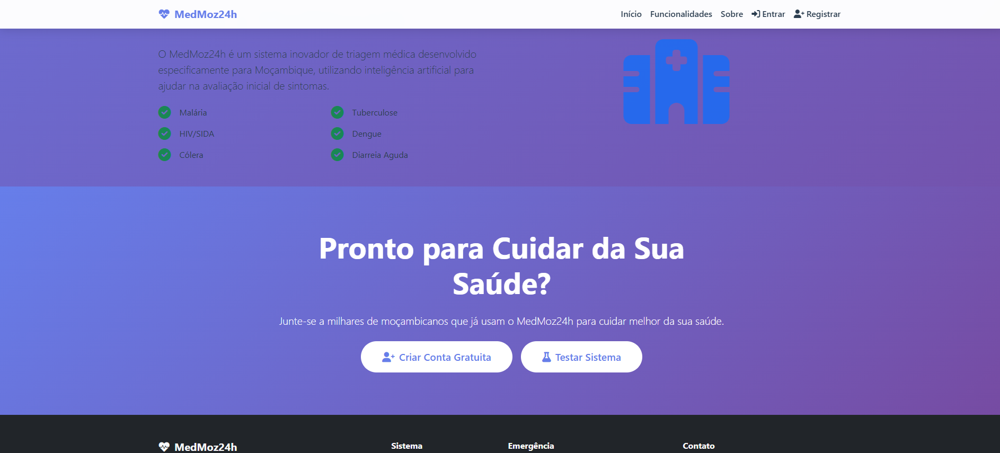 MedMoz24h
Início Funcionalidades Sobre Entrar Registrar
O MedMoz24h é um sistema inovador de triagem médica desenvolvido
especificamente para Moçambique, utilizando inteligência artificial para
ajudar na avaliação inicial de sintomas.
Malária
Tuberculose
HIV/SIDA
Dengue
Cólera
Diarreia Aguda
Pronto para Cuidar da Sua
Saúde?
Junte-se a milhares de moçambicanos que já usam o MedMoz24h para cuidar melhor da sua saúde.
Criar Conta Gratuita
Testar Sistema
MedMoz24h
Sistema
Emergência
Contato